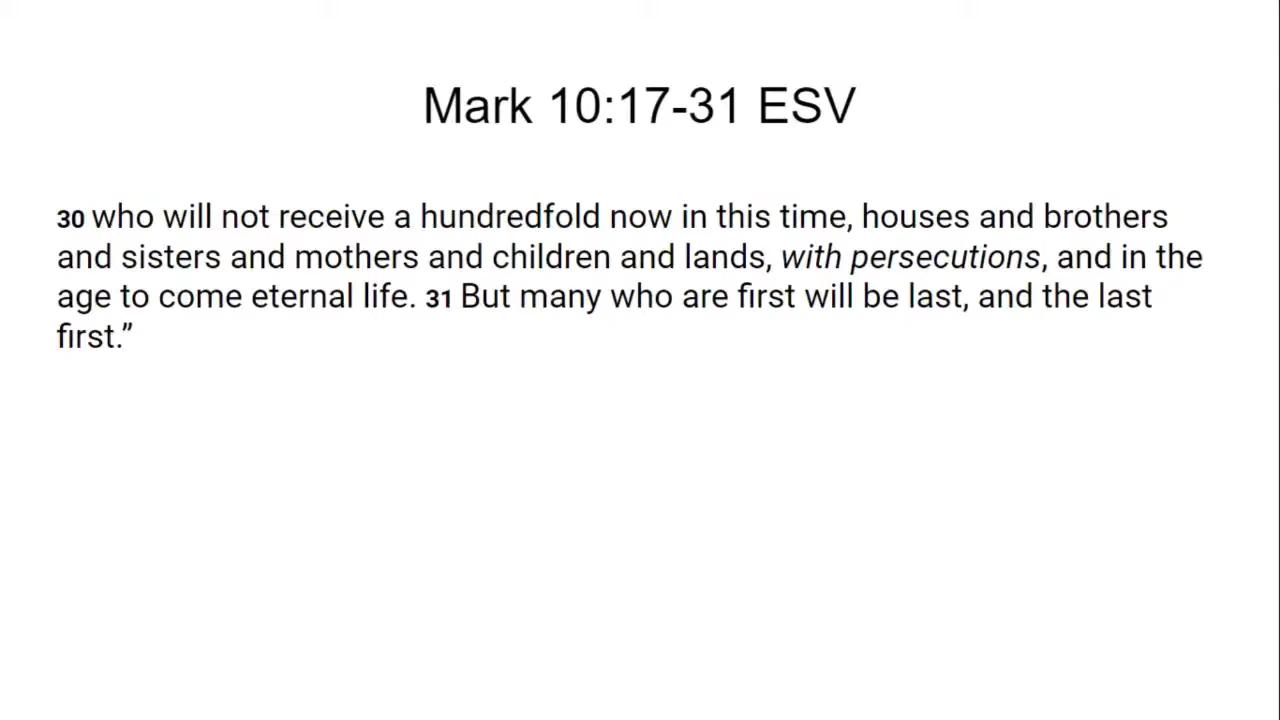 Mark 10:17-31 ESV
30 who will not receive a hundredfold now in this time, houses and brothers
and sisters and mothers and children and lands, with persecutions, and in the
age to come eternal life. 31 But many who are first will be last, and the last
first.”